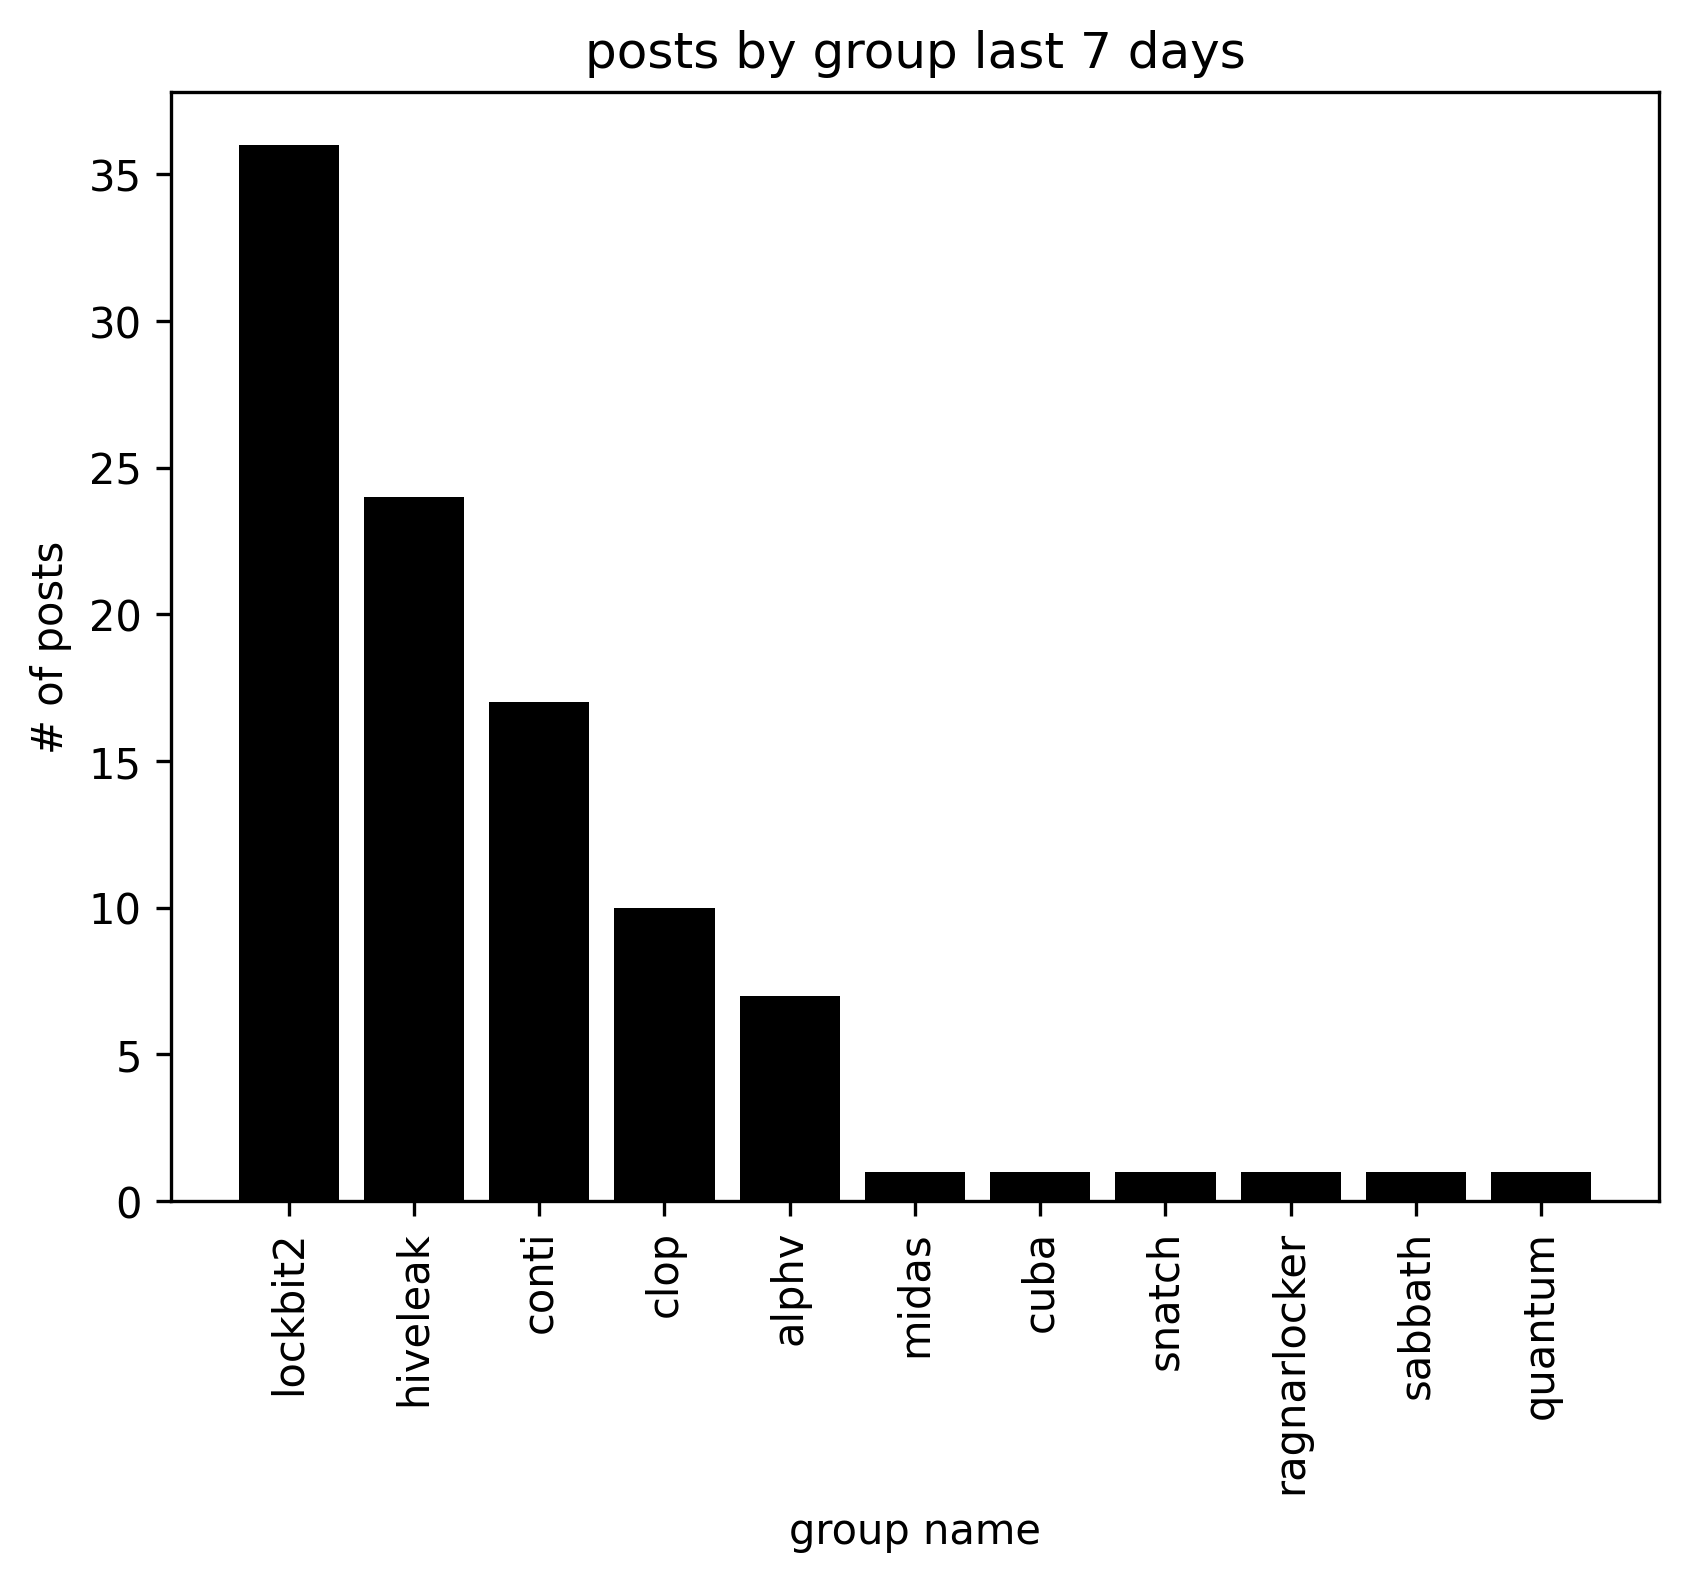 posts by group last 7 days
# of posts
35
30
25
20
15
10
5
0
lockbit2
hiveleak
conti
clop
alphv
midas
cuba
snatch
ragnarlocker
sabbath
quantum
group name